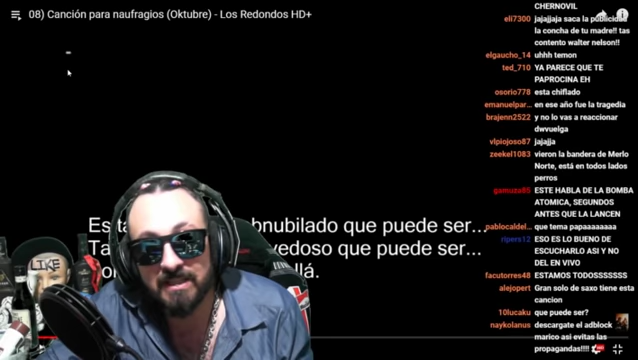 08) Canción para naufragios (Oktubre) - Los Redondos HD+
CHERNOVIL
eli7300 jajajjaja saca la publicidad
la concha de tu madre!! tas
contento walter nelson!!
elgaucho_14 uhhh temon
ted_710 YA PARECE QUE TE
PAPROCINA EH
osorio778 esta chiflado
emanuelpar... en ese año fue la tragedia
brajenn2522 y no lo vas a reaccionar
dwvuelga
vlpiojoso87 jajajja
zeekel1083 vieron la bandera de Merlo
Norte, está en todos lados
perros
gamuza85 ESTE HABLA DE LA BOMBA
ATOMICA, SEGUNDOS
ANTES QUE LA LANCEN
pablocaldel... que tema papaaaaaaaa
ripers12 ESO ES LO BUENO DE
ESCUCHARLO ASI Y NO
DEL EN VIVO
facutorres48 ESTAMOS TODOSSSSSS
alejopert Gran solo de saxo tiene esta
cancion
10lucaku que puede ser?
naykolanus descargate el adblock
marico asi evitas las
propagandas!!!!
Est bnubilado que puede ser...
Ta vedoso que puede ser...
llá.
LIKE